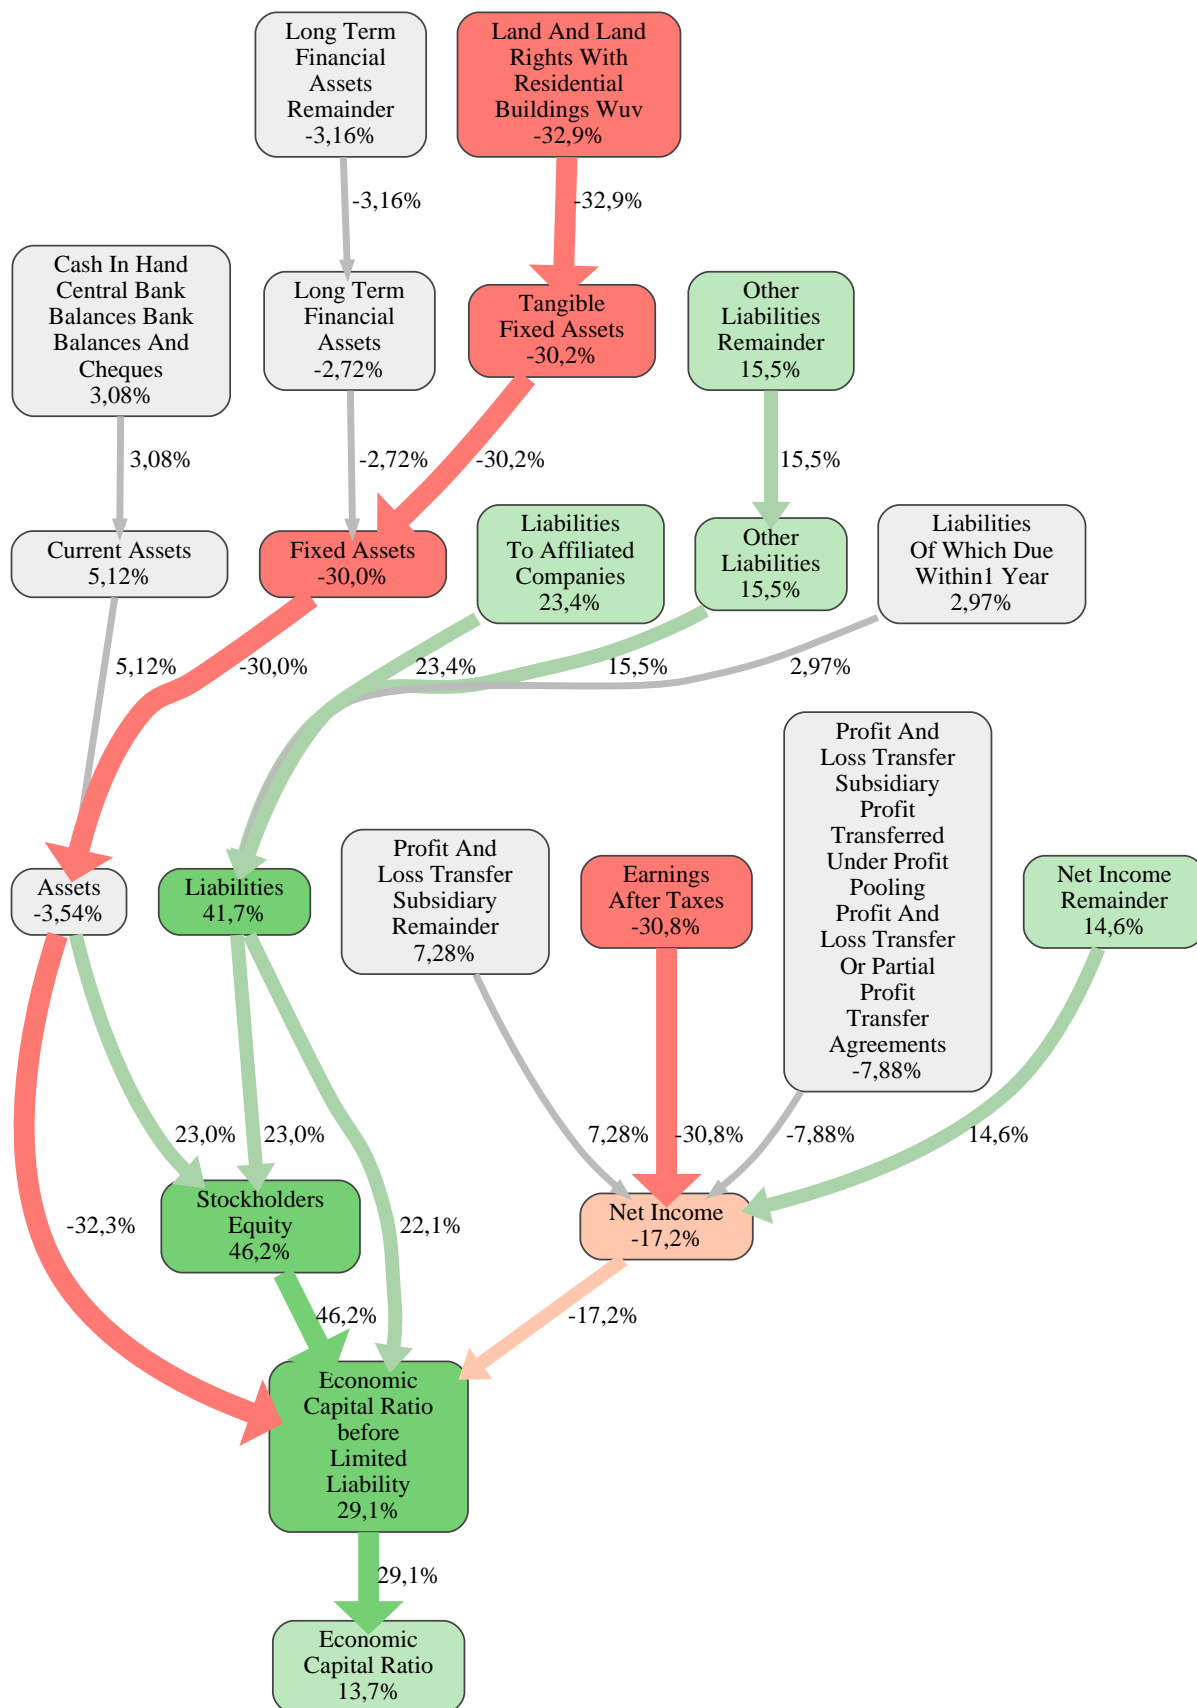 Long Term
Financial
Assets
Remainder
-3,16%
Land And Land
Rights With
Residential
Buildings Wuv
-32,9%
-3,16%
-32,9%
Cash In Hand
Central Bank
Balances Bank
Balances And
Cheques
3,08%
Long Term
Financial
Assets
-2,72%
Tangible
Fixed Assets
-30,2%
Other
Liabilities
Remainder
15,5%
3,08%
-2,72%
-30,2%
15,5%
Current Assets
5,12%
Fixed Assets
-30,0%
Liabilities
To Affiliated
Companies
23,4%
Other
Liabilities
15,5%
Liabilities
Of Which Due
Within1 Year
2,97%
5,12%
-30,0%
23,4%
15,5%
2,97%
Assets
-3,54%
Liabilities
41,7%
Profit And
Loss Transfer
Subsidiary
Remainder
7,28%
Earnings
After Taxes
-30,8%
Profit And
Loss Transfer
Subsidiary
Profit
Transferred
Under Profit
Pooling
Profit And
Loss Transfer
Or Partial
Profit
Transfer
Agreements
-7,88%
Net Income
Remainder
14,6%
23,0%
23,0%
7,28%
-30,8%
-7,88%
14,6%
-32,3%
Stockholders
Equity
46,2%
22,1%
Net Income
-17,2%
46,2%
-17,2%
Economic
Capital Ratio
before
Limited
Liability
29,1%
29,1%
Economic
Capital Ratio
13,7%